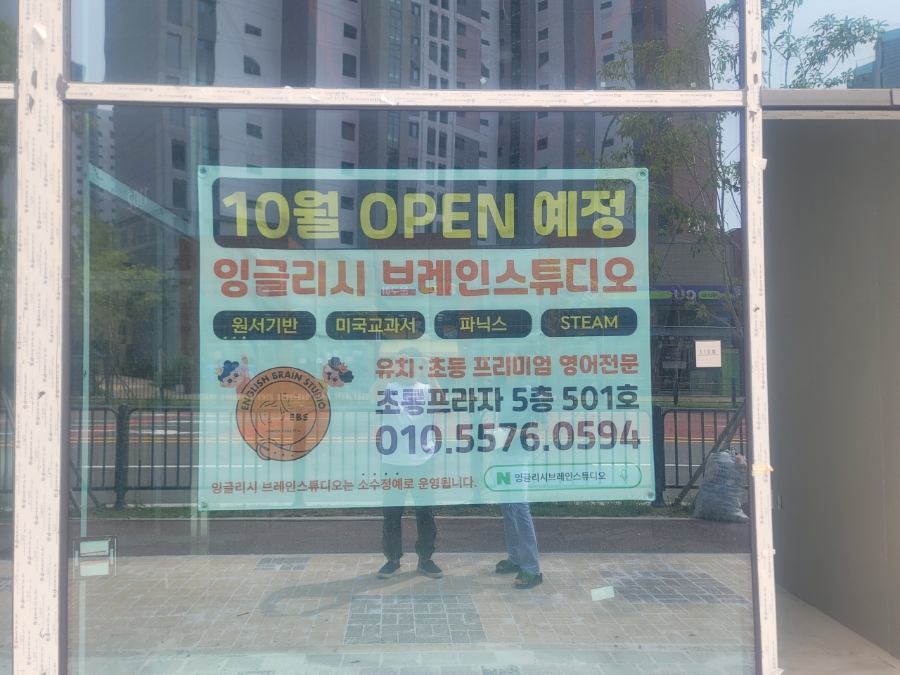 10월 OPEN 예정
잉글리시 브레인스튜디오
원서기반 미국교과서 파닉스 STEAM
유치·초등 프리미엄 영어전문
ENGLISH BRAIN STUDIO
EBS
초롱프라자 5층 501호
010.5576.0594
잉글리시 브레인스튜디오는 소수정예로 운영됩니다.
N 잉글리시브레인스튜디오